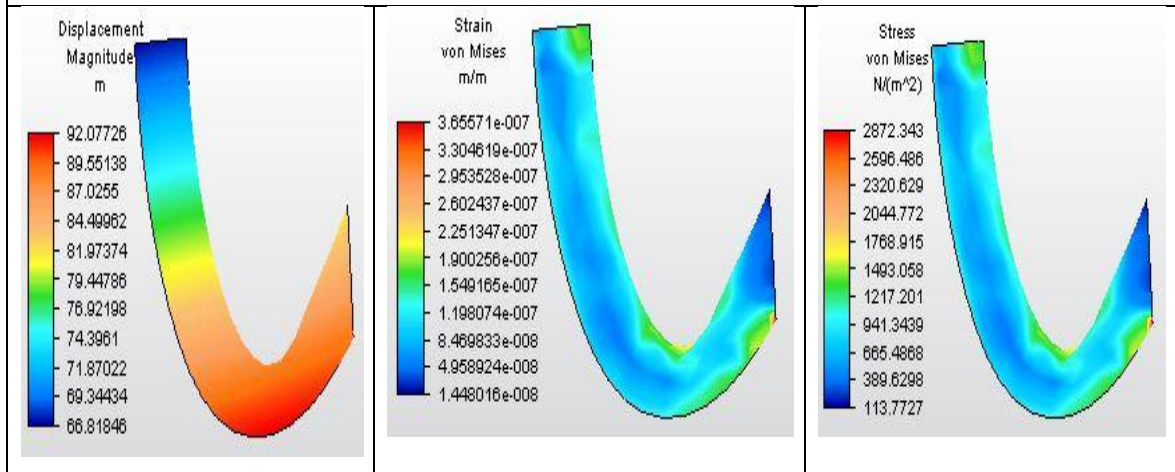 Displacement
Magnitude
m
92.07726
89.55138
87.0255
84.49962
81.97374
79.44786
76.92198
74.3961
71.87022
69.34434
66.81846
Strain
von Mises
m/m
3.65571e-007
3.304619e-007
2.953528e-007
2.602437e-007
2.251347e-007
1.900256e-007
1.549165e-007
1.198074e-007
8.469833e-008
4.958924e-008
1.448016e-008
Stress
von Mises
N/(m^2)
2872.343
2596.486
2320.629
2044.772
1768.915
1493.058
1217.201
941.3439
665.4868
389.6298
113.7727